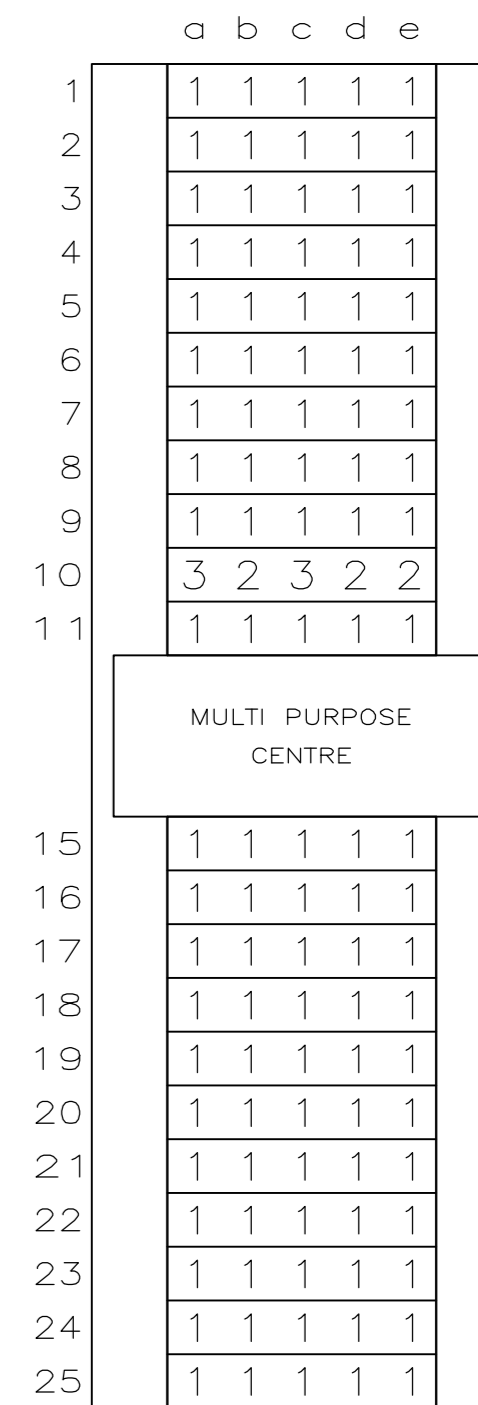 a b c d e
1 1 1 1 1 1
2 1 1 1 1 1
3 1 1 1 1 1
4 1 1 1 1 1
5 1 1 1 1 1
6 1 1 1 1 1
7 1 1 1 1 1
8 1 1 1 1 1
9 1 1 1 1 1
10 3 2 3 2 2
11 1 1 1 1 1
MULTI PURPOSE
CENTRE
15 1 1 1 1 1
16 1 1 1 1 1
17 1 1 1 1 1
18 1 1 1 1 1
19 1 1 1 1 1
20 1 1 1 1 1
21 1 1 1 1 1
22 1 1 1 1 1
23 1 1 1 1 1
24 1 1 1 1 1
25 1 1 1 1 1